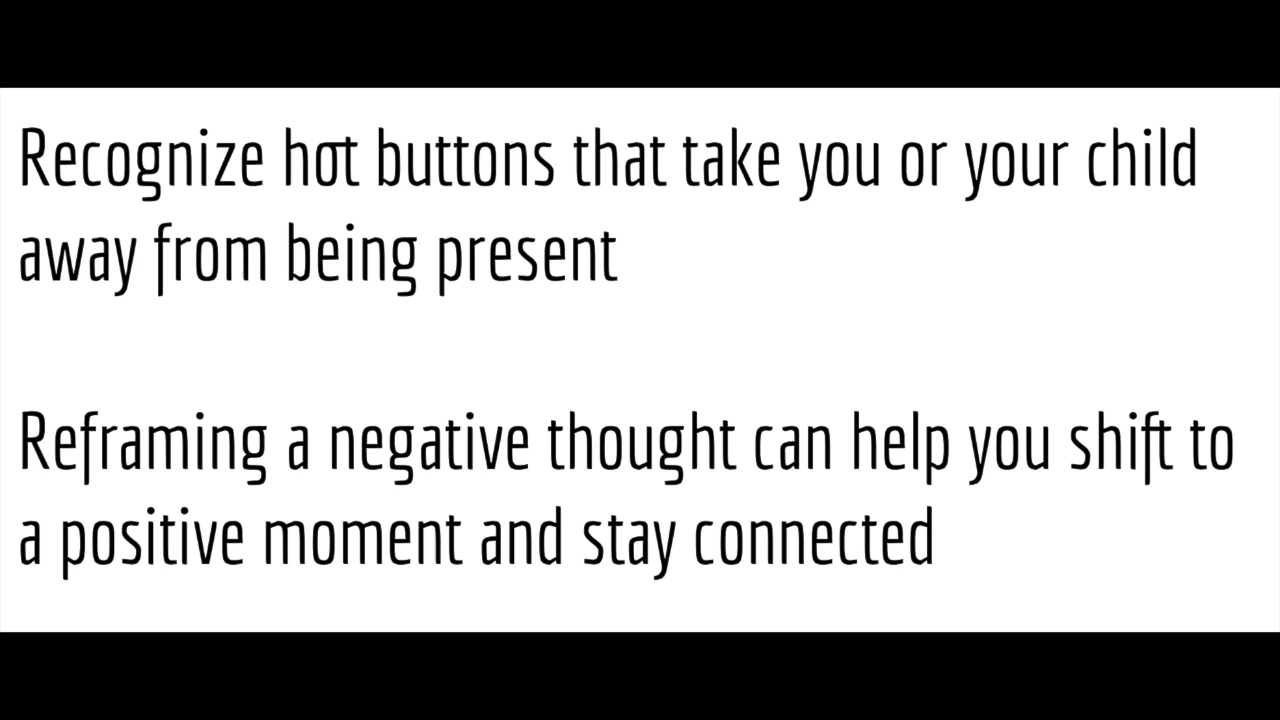 Recognize hot buttons that take you or your child
away from being present
Reframing a negative thought can help you shift to
a positive moment and stay connected